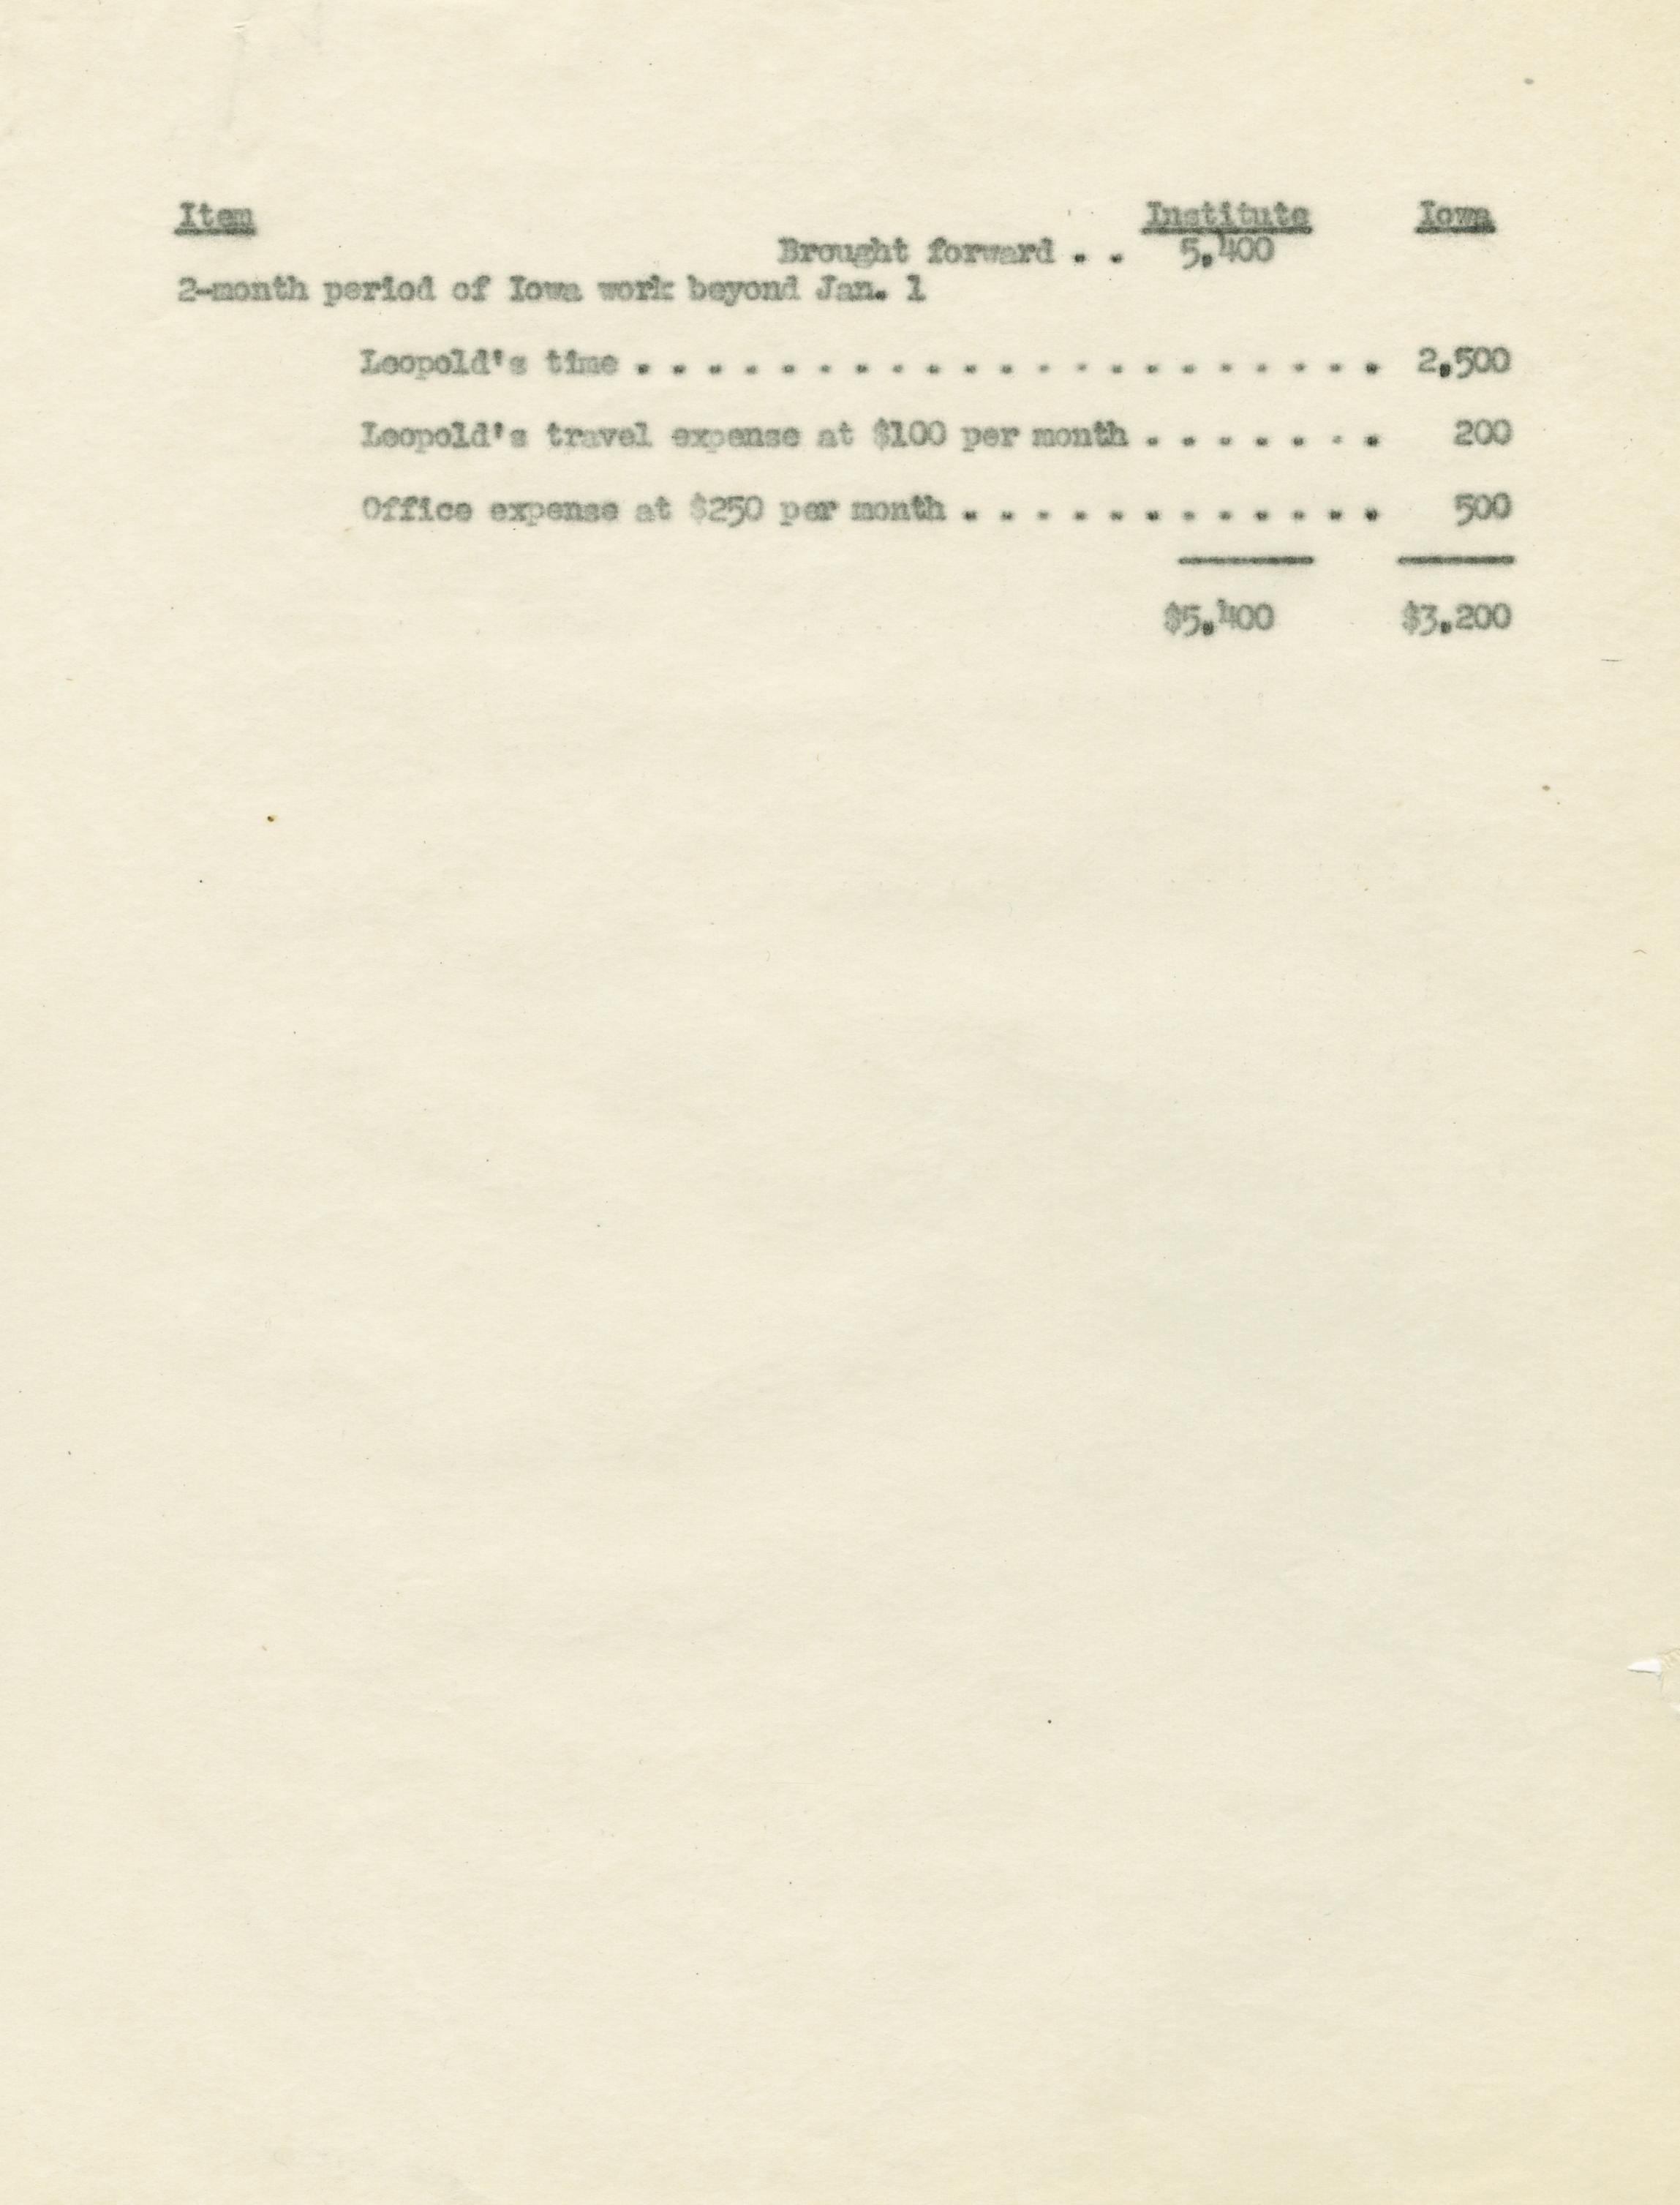 Item Institute Iowa
Brought forward . . 5,400
2-month period of Iowa work beyond Jan. 1
Leopold's time . . . . . . . . . . . . . . . . . . . . . 2,500
Leopold's travel expense at $100 per month . . . . . . . 200
Office expense at $250 per month . . . . . . . . . . . . 500
$5,400 $3,200